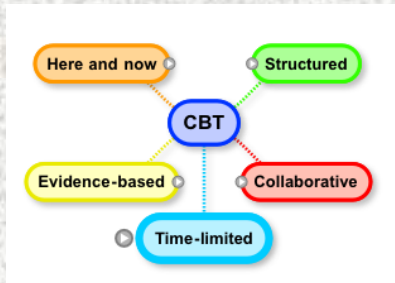 Here and now
Structured
CBT
Evidence-based
Collaborative
Time-limited